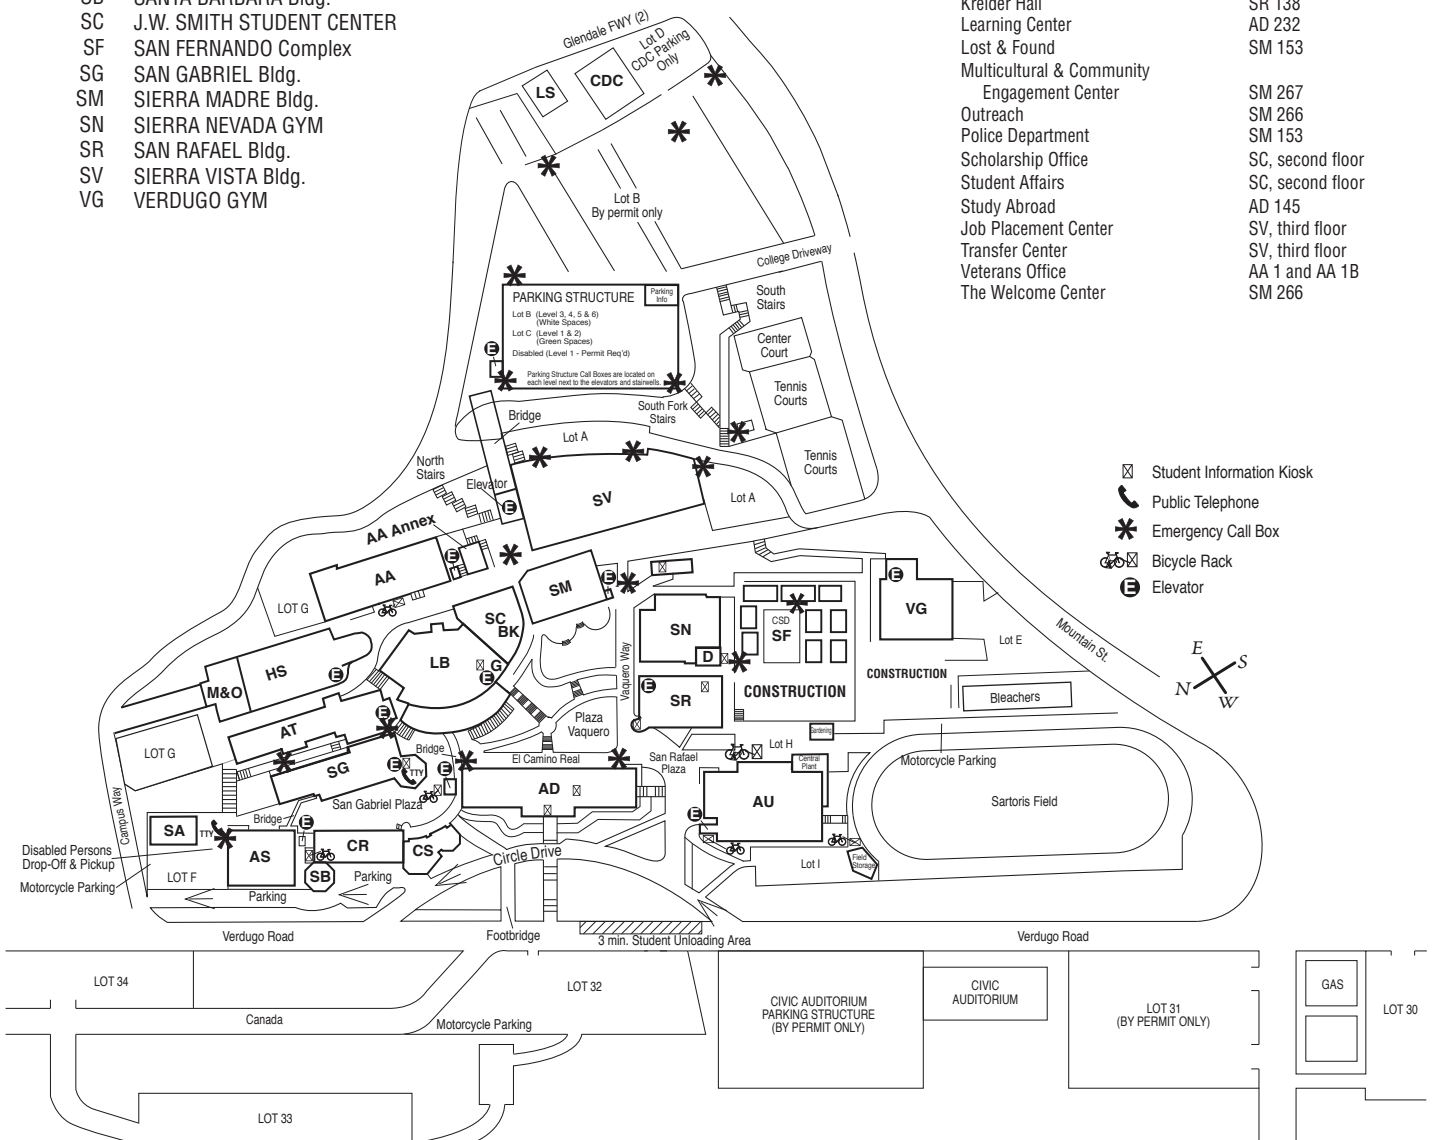 SB SANTA BARBARA Bldg.
SC J.W. SMITH STUDENT CENTER
SF SAN FERNANDO Complex
SG SAN GABRIEL Bldg.
SM SIERRA MADRE Bldg.
SN SIERRA NEVADA GYM
SR SAN RAFAEL Bldg.
SV SIERRA VISTA Bldg.
VG VERDUGO GYM
Kreider Hall SR 138
Learning Center AD 232
Lost & Found SM 153
Multicultural & Community
Engagement Center SM 267
Outreach SM 266
Police Department SM 153
Scholarship Office SC, second floor
Student Affairs SC, second floor
Study Abroad AD 145
Job Placement Center SV, third floor
Transfer Center SV, third floor
Veterans Office AA 1 and AA 1B
The Welcome Center SM 266
Glendale FWY (2)
Lot D
CDC Parking
Only
LS
CDC
Lot B
By permit only
College Driveway
PARKING STRUCTURE
Parking
Info
Lot B (Level 3, 4, 5 & 6)
(White Spaces)
Lot C (Level 1 & 2)
(Green Spaces)
Disabled (Level 1 - Permit Req'd)
Parking Structure Call Boxes are located on
each level next to the elevators and stairwells.
E
South
Stairs
Center
Court
Tennis
Courts
Tennis
Courts
South Fork
Stairs
Bridge
Lot A
North
Stairs
Elevator
E
SV
Lot A
Student Information Kiosk
Public Telephone
Emergency Call Box
Bicycle Rack
E Elevator
AA Annex
AA
E
LOT G
SM
E
SC
BK
LB
G
E
HS
E
M&O
AT
E
LOT G
SG
E
TTY
Bridge
E
San Gabriel Plaza
Bridge
E
Campus Way
SA
TTY
AS
LOT F
CR
SB
CS
Parking
Parking
Disabled Persons
Drop-Off & Pickup
Motorcycle Parking
Vaquero Way
Plaza
Vaquero
El Camino Real
AD
Circle Drive
SN
D
SR
E
San Rafael
Plaza
CSD
SF
CONSTRUCTION
CONSTRUCTION
E
VG
Lot E
Mountain St.
E
S
N
W
Bleachers
Gardening
Lot H
Central
Plant
AU
E
Lot I
Field
Storage
Motorcycle Parking
Sartoris Field
Verdugo Road
Footbridge
3 min. Student Unloading Area
Verdugo Road
LOT 34
Canada
Motorcycle Parking
LOT 32
LOT 33
CIVIC AUDITORIUM
PARKING STRUCTURE
(BY PERMIT ONLY)
CIVIC
AUDITORIUM
LOT 31
(BY PERMIT ONLY)
GAS
LOT 30